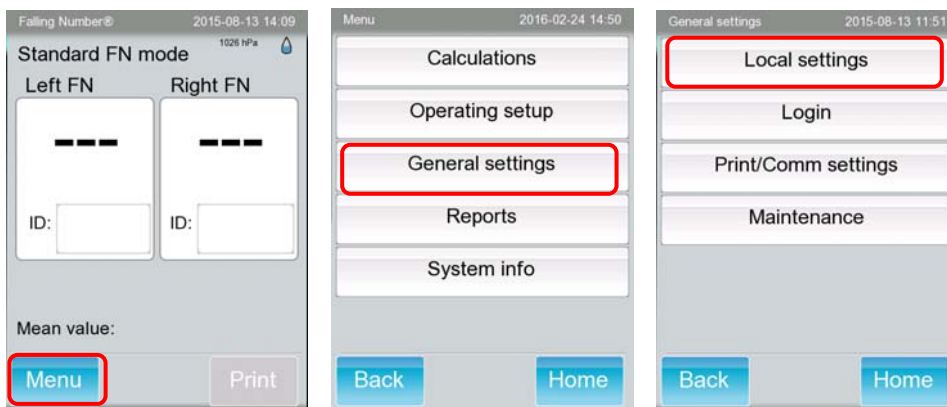 Falling Number® 2015-08-13 14:09
Standard FN mode 1026 hPa
Left FN Right FN
--- ---
ID: ID:
Mean value:
Menu Print
Menu 2016-02-24 14:50
Calculations
Operating setup
General settings
Reports
System info
Back Home
General settings 2015-08-13 11:51
Local settings
Login
Print/Comm settings
Maintenance
Back Home